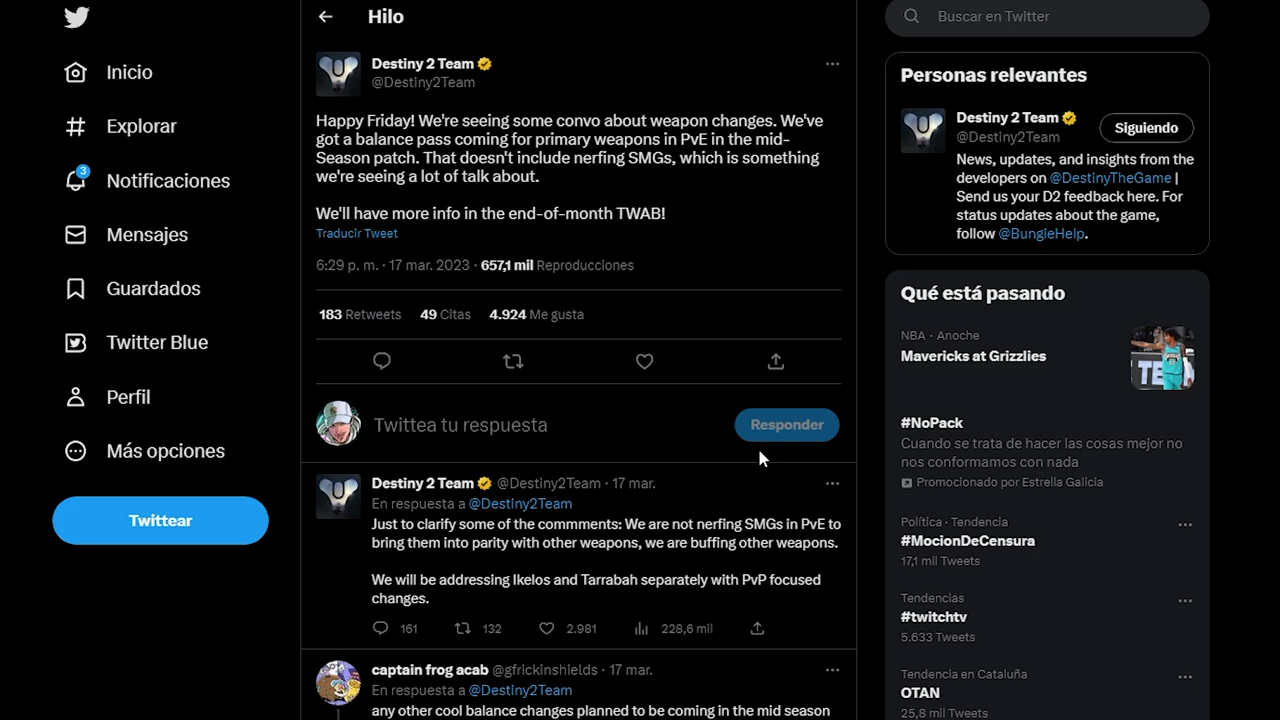 Inicio
Explorar
3
Notificaciones
Mensajes
Guardados
Twitter Blue
Perfil
Más opciones
Twittear
Hilo
Destiny 2 Team
@Destiny2Team
Happy Friday! We're seeing some convo about weapon changes. We've
got a balance pass coming for primary weapons in PvE in the mid-
Season patch. That doesn't include nerfing SMGs, which is something
we're seeing a lot of talk about.
We'll have more info in the end-of-month TWAB!
Traducir Tweet
6:29 p. m. · 17 mar. 2023 · 657,1 mil Reproducciones
183 Retweets 49 Citas 4.924 Me gusta
Twittea tu respuesta
Responder
Destiny 2 Team @Destiny2Team · 17 mar.
En respuesta a @Destiny2Team
Just to clarify some of the commments: We are not nerfing SMGs in PvE to
bring them into parity with other weapons, we are buffing other weapons.
We will be addressing Ikelos and Tarrabah separately with PvP focused
changes.
161 132 2.981 228,6 mil
captain frog acab @gfrickinshields · 17 mar.
En respuesta a @Destiny2Team
any other cool balance changes planned to be coming in the mid season
Buscar en Twitter
Personas relevantes
Destiny 2 Team
@Destiny2Team
Siguiendo
News, updates, and insights from the
developers on @DestinyTheGame |
Send us your D2 feedback here. For
status updates about the game,
follow @BungieHelp.
Qué está pasando
NBA · Anoche
Mavericks at Grizzlies
#NoPack
Cuando se trata de hacer las cosas mejor no
nos conformamos con nada
Promocionado por Estrella Galicia
Política · Tendencia
#MocionDeCensura
17,1 mil Tweets
Tendencias
#twitchtv
5.633 Tweets
Tendencia en Cataluña
OTAN
25,8 mil Tweets